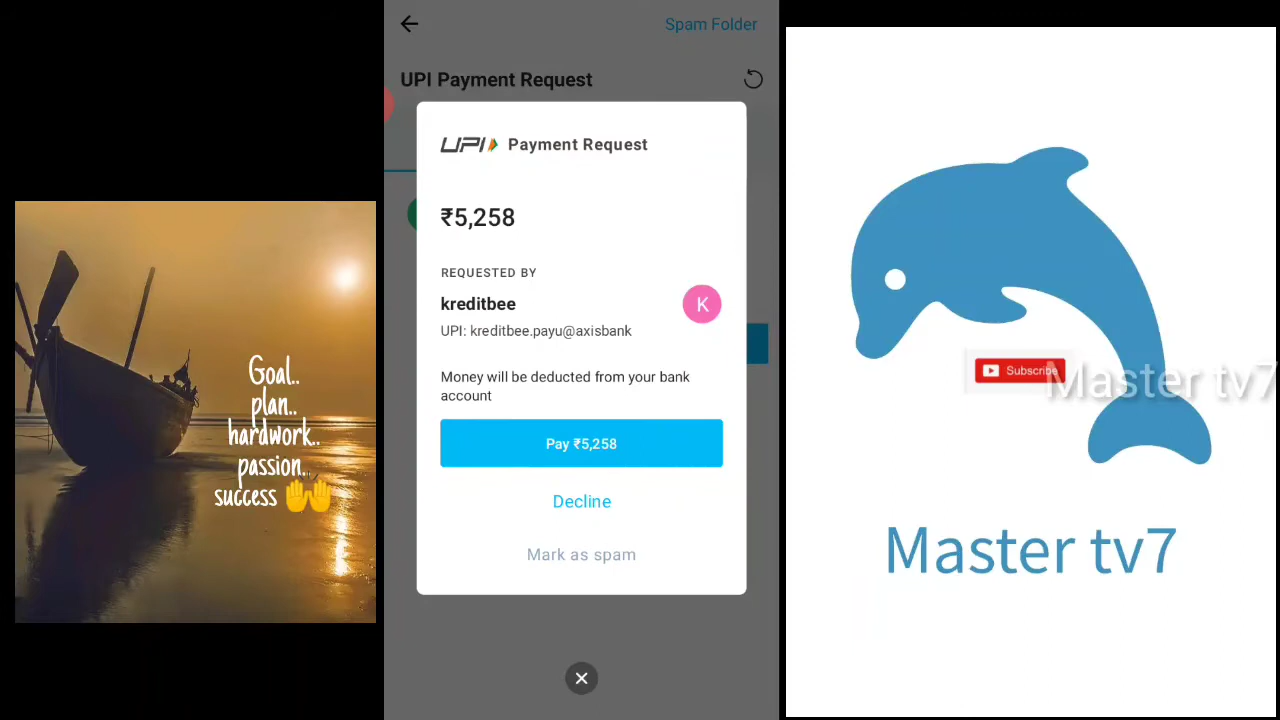 Goal..
plan..
hardwork..
passion..
success 🤲
Spam Folder
UPI Payment Request
UPI Payment Request
₹5,258
REQUESTED BY
kreditbee
K
UPI: kreditbee.payu@axisbank
Money will be deducted from your bank
account
Pay ₹5,258
Decline
Mark as spam
Subscribe
Master tv7
Master tv7